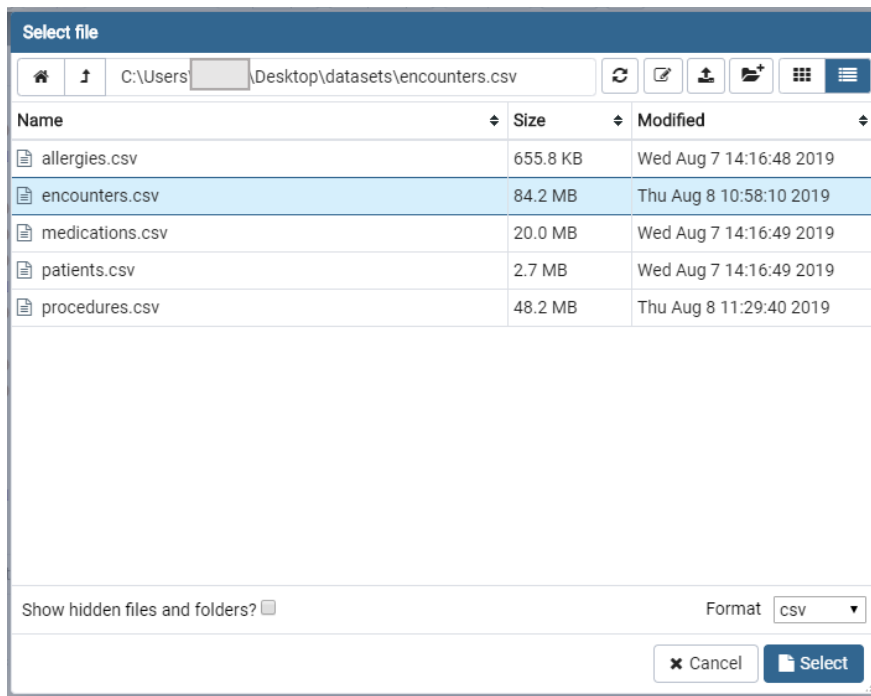 Select file
C:\Users\ \Desktop\datasets\encounters.csv
Name Size Modified
allergies.csv 655.8 KB Wed Aug 7 14:16:48 2019
encounters.csv 84.2 MB Thu Aug 8 10:58:10 2019
medications.csv 20.0 MB Wed Aug 7 14:16:49 2019
patients.csv 2.7 MB Wed Aug 7 14:16:49 2019
procedures.csv 48.2 MB Thu Aug 8 11:29:40 2019
Show hidden files and folders? Format csv
Cancel Select